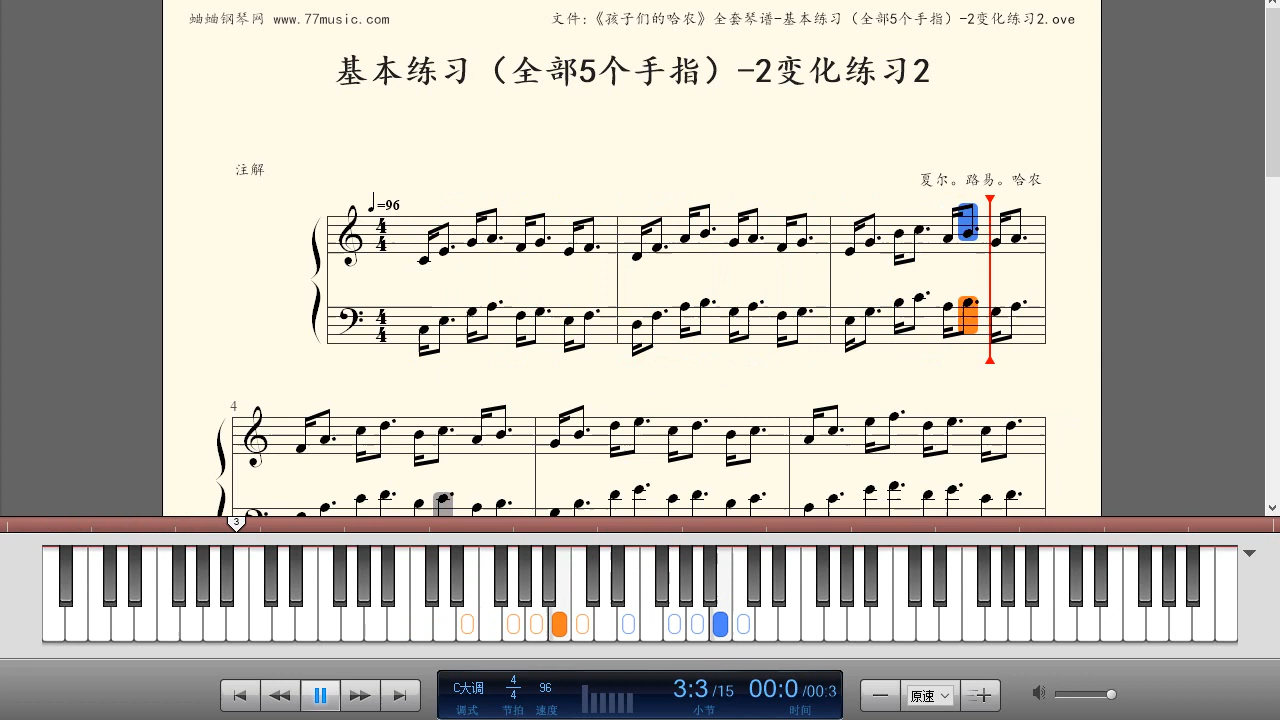 蛐蛐钢琴网 www.77music.com
文件:《孩子们的哈农》全套琴谱-基本练习（全部5个手指）-2变化练习2.ove
基本练习（全部5个手指）-2变化练习2
注解
夏尔。路易。哈农
=96
4
4
4
4
4
3
C大调 4 96 3:3/15 00:0/00:3
4
调式 节拍 速度 小节 时间
原速